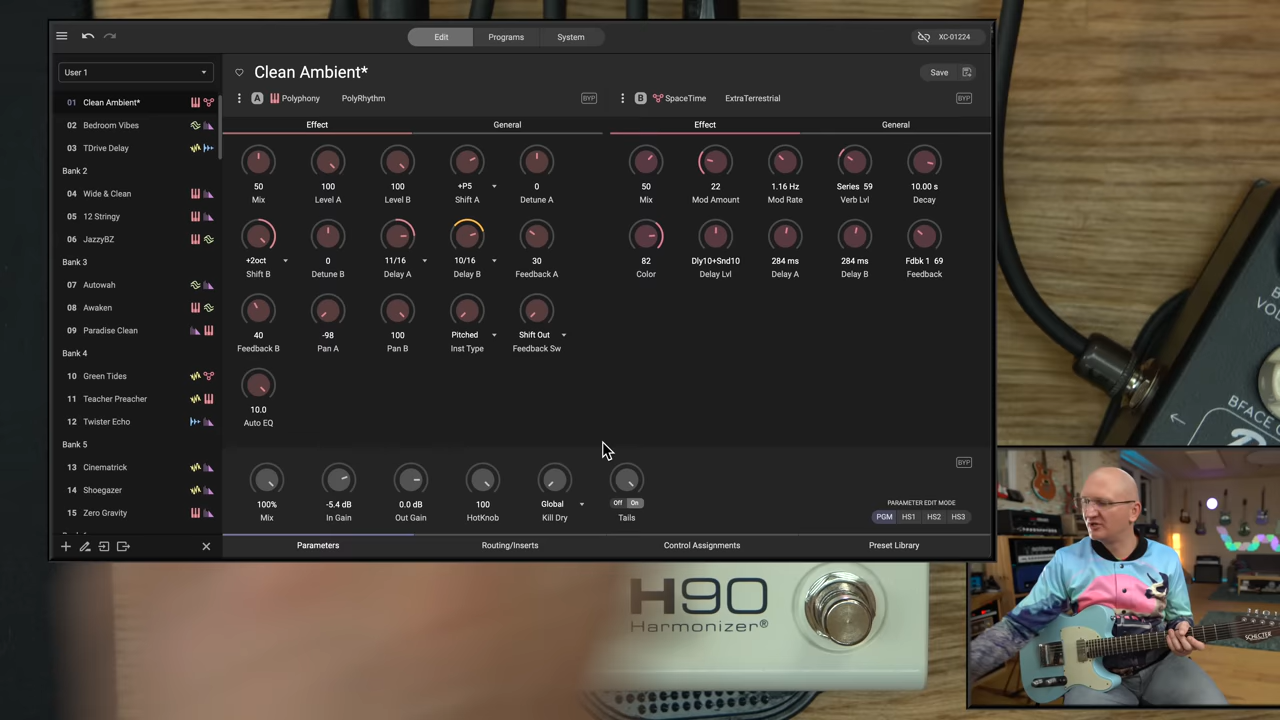 Edit Programs System XC-01224
User 1
Clean Ambient* Save
A Polyphony PolyRhythm BYP B SpaceTime ExtraTerrestrial BYP
Effect General Effect General
01 Clean Ambient*
02 Bedroom Vibes
03 TDrive Delay
Bank 2
04 Wide & Clean
05 12 Stringy
06 JazzyBZ
Bank 3
07 Autowah
08 Awaken
09 Paradise Clean
Bank 4
10 Green Tides
11 Teacher Preacher
12 Twister Echo
Bank 5
13 Cinematrick
14 Shoegazer
15 Zero Gravity
50 100 100 +P5 0
Mix Level A Level B Shift A Detune A
+2oct 0 11/16 10/16 30
Shift B Detune B Delay A Delay B Feedback A
40 -98 100 Pitched Shift Out
Feedback B Pan A Pan B Inst Type Feedback Sw
10.0
Auto EQ
50 22 1.16 Hz Series 59 10.00 s
Mix Mod Amount Mod Rate Verb Lvl Decay
82 Dly10+Snd10 284 ms 284 ms Fdbk 1 69
Color Delay Lvl Delay A Delay B Feedback
BYP
100% -5.4 dB 0.0 dB 100 Global Off On
Mix In Gain Out Gain HotKnob Kill Dry Tails
PARAMETER EDIT MODE
PGM HS1 HS2 HS3
Parameters Routing/Inserts Control Assignments Preset Library
H90
Harmonizer®
SCHECTER